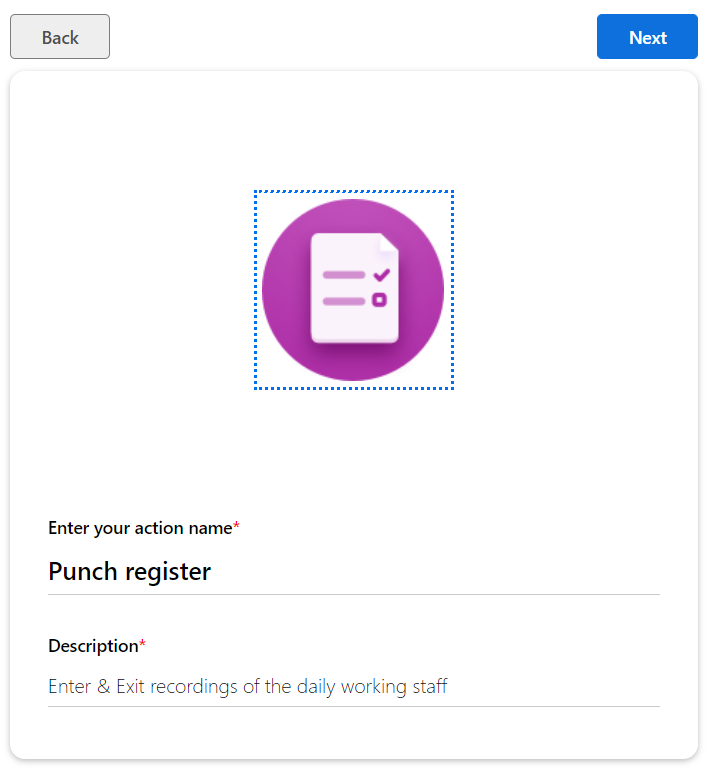 Back
Next
Enter your action name*
Punch register
Description*
Enter & Exit recordings of the daily working staff